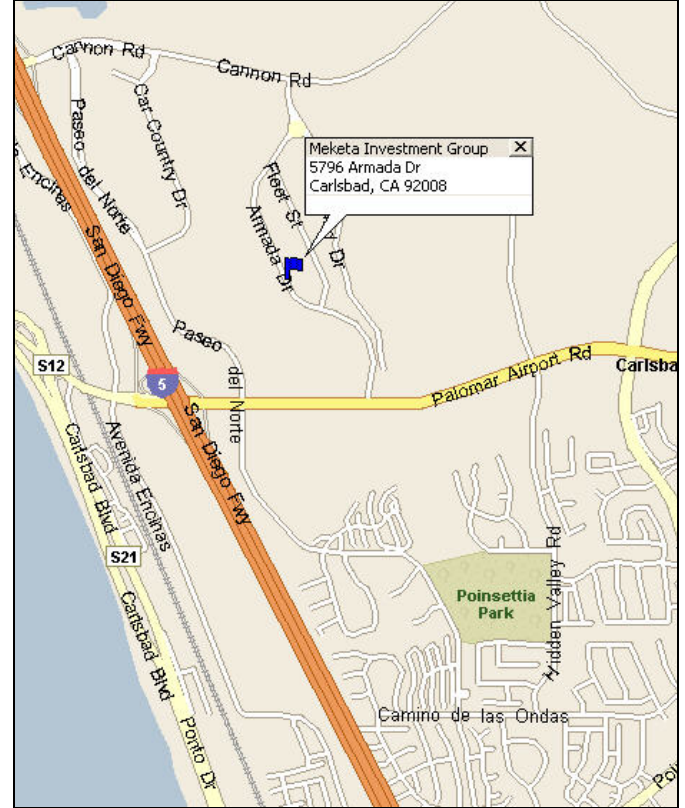 Cannon Rd
Cannon Rd
Paseo
del Norte
Car Country Dr
Encinas
Meketa Investment Group
5796 Armada Dr
Carlsbad, CA 92008
Fleet St
Dr
Armada Dr
San Diego Fwy
Paseo
del Norte
S12
5
Palomar Airport Rd
Carlsba
San Diego Fwy
Carlsbad Blvd
Avenida Encinas
S21
Carlsbad Blvd
Ponto Dr
Poinsettia
Park
Hidden Valley Rd
Camino de las Ondas